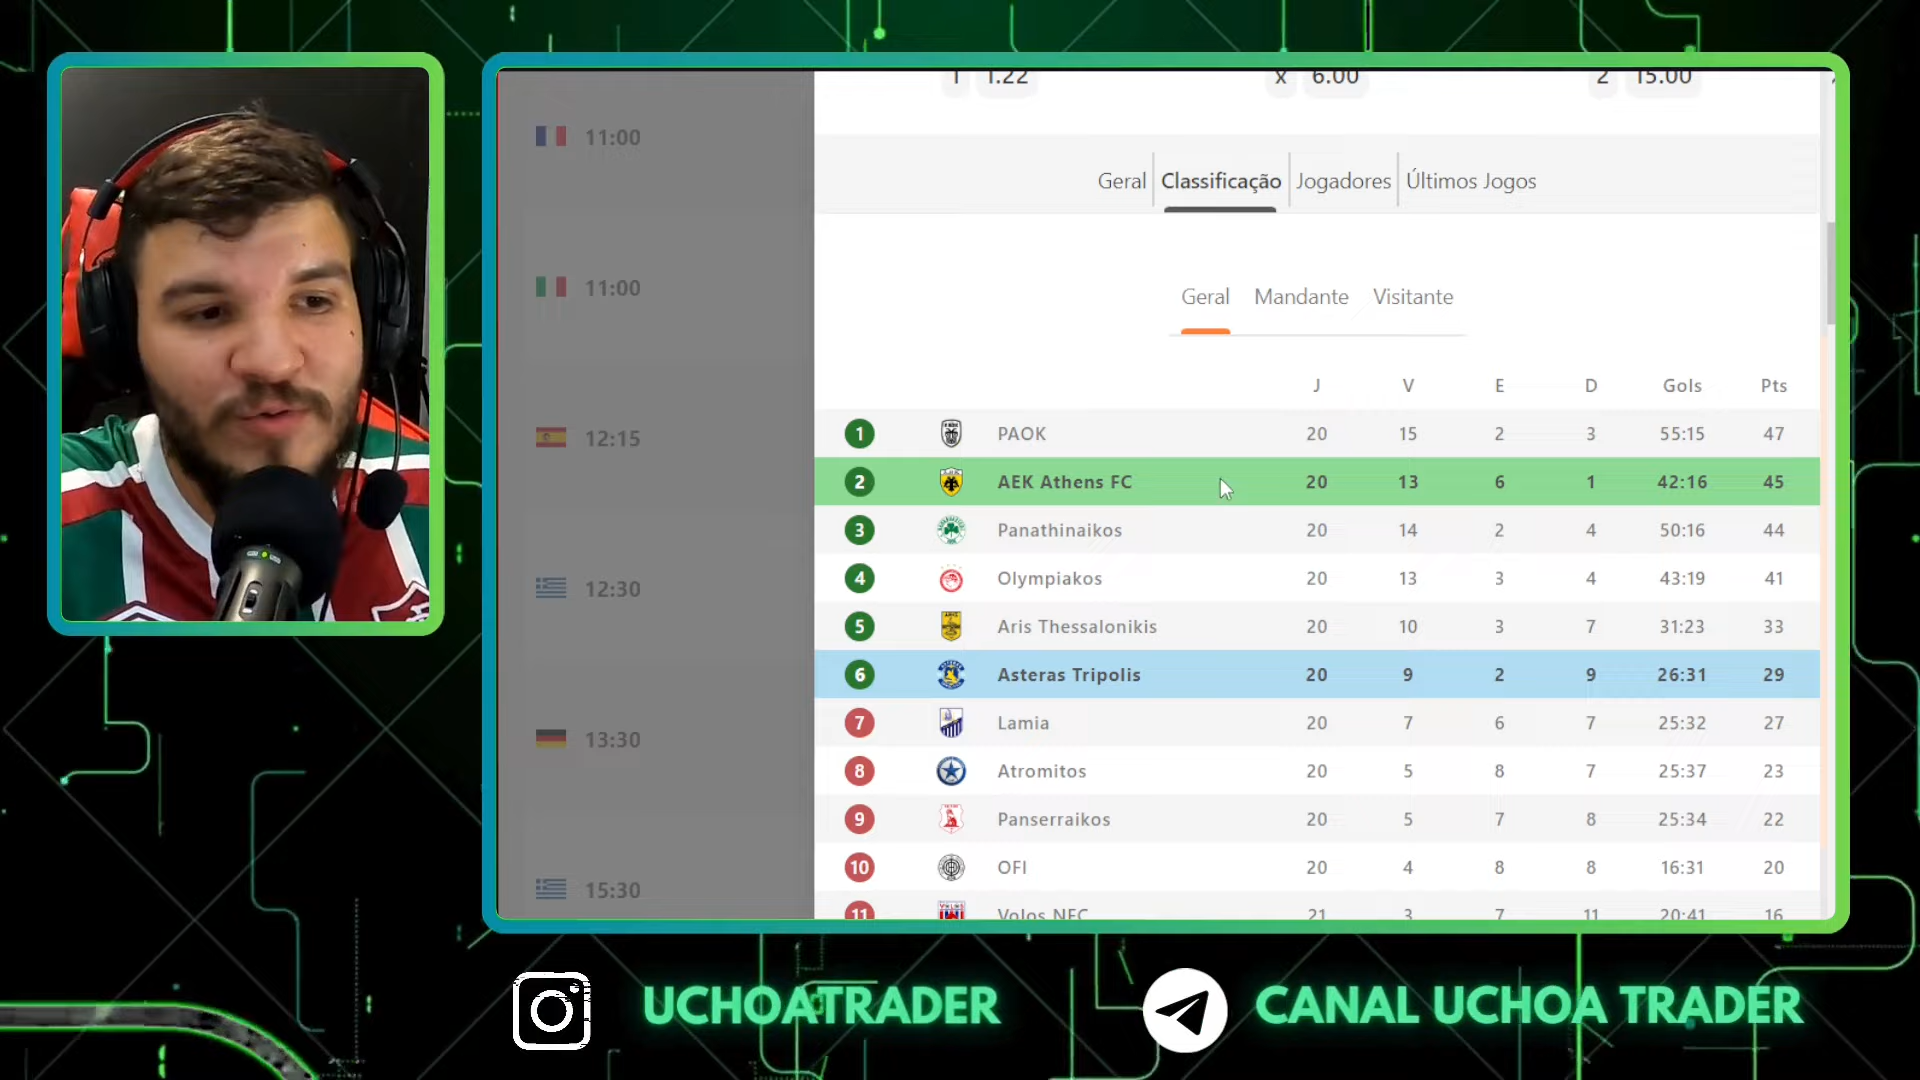 1 1.22 x 6.00 2 15.00
11:00
11:00
12:15
12:30
13:30
15:30
Geral Classificação Jogadores Últimos Jogos
Geral Mandante Visitante
J V E D Gols Pts
1 PAOK 20 15 2 3 55:15 47
2 AEK Athens FC 20 13 6 1 42:16 45
3 Panathinaikos 20 14 2 4 50:16 44
4 Olympiakos 20 13 3 4 43:19 41
5 Aris Thessalonikis 20 10 3 7 31:23 33
6 Asteras Tripolis 20 9 2 9 26:31 29
7 Lamia 20 7 6 7 25:32 27
8 Atromitos 20 5 8 7 25:37 23
9 Panserraikos 20 5 7 8 25:34 22
10 OFI 20 4 8 8 16:31 20
11 Volos NFC 21 3 7 11 20:41 16
UCHOATRADER
CANAL UCHOA TRADER